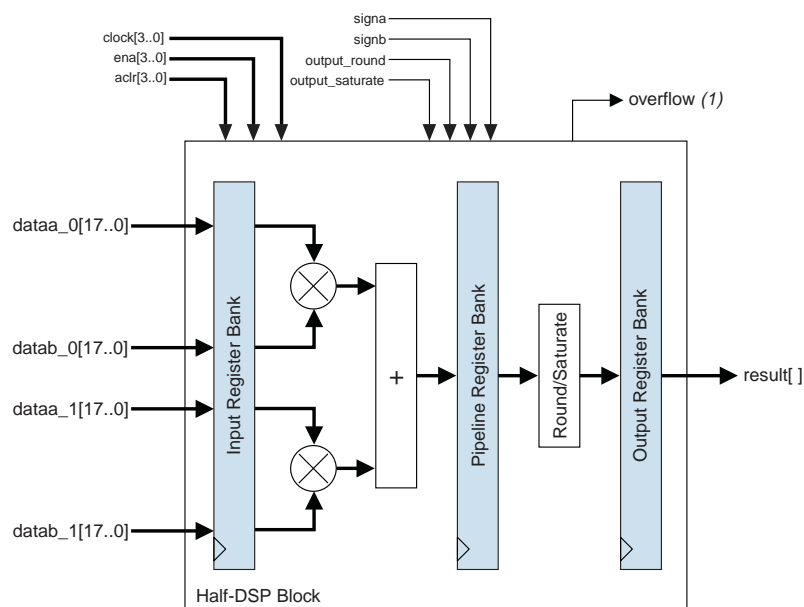 signa
clock[3..0]
signb
ena[3..0]
output_round
aclr[3..0]
output_saturate
overflow (1)
dataa_0[17..0]
datab_0[17..0]
dataa_1[17..0]
datab_1[17..0]
Input Register Bank
+
Pipeline Register Bank
Round/Saturate
Output Register Bank
result[ ]
Half-DSP Block